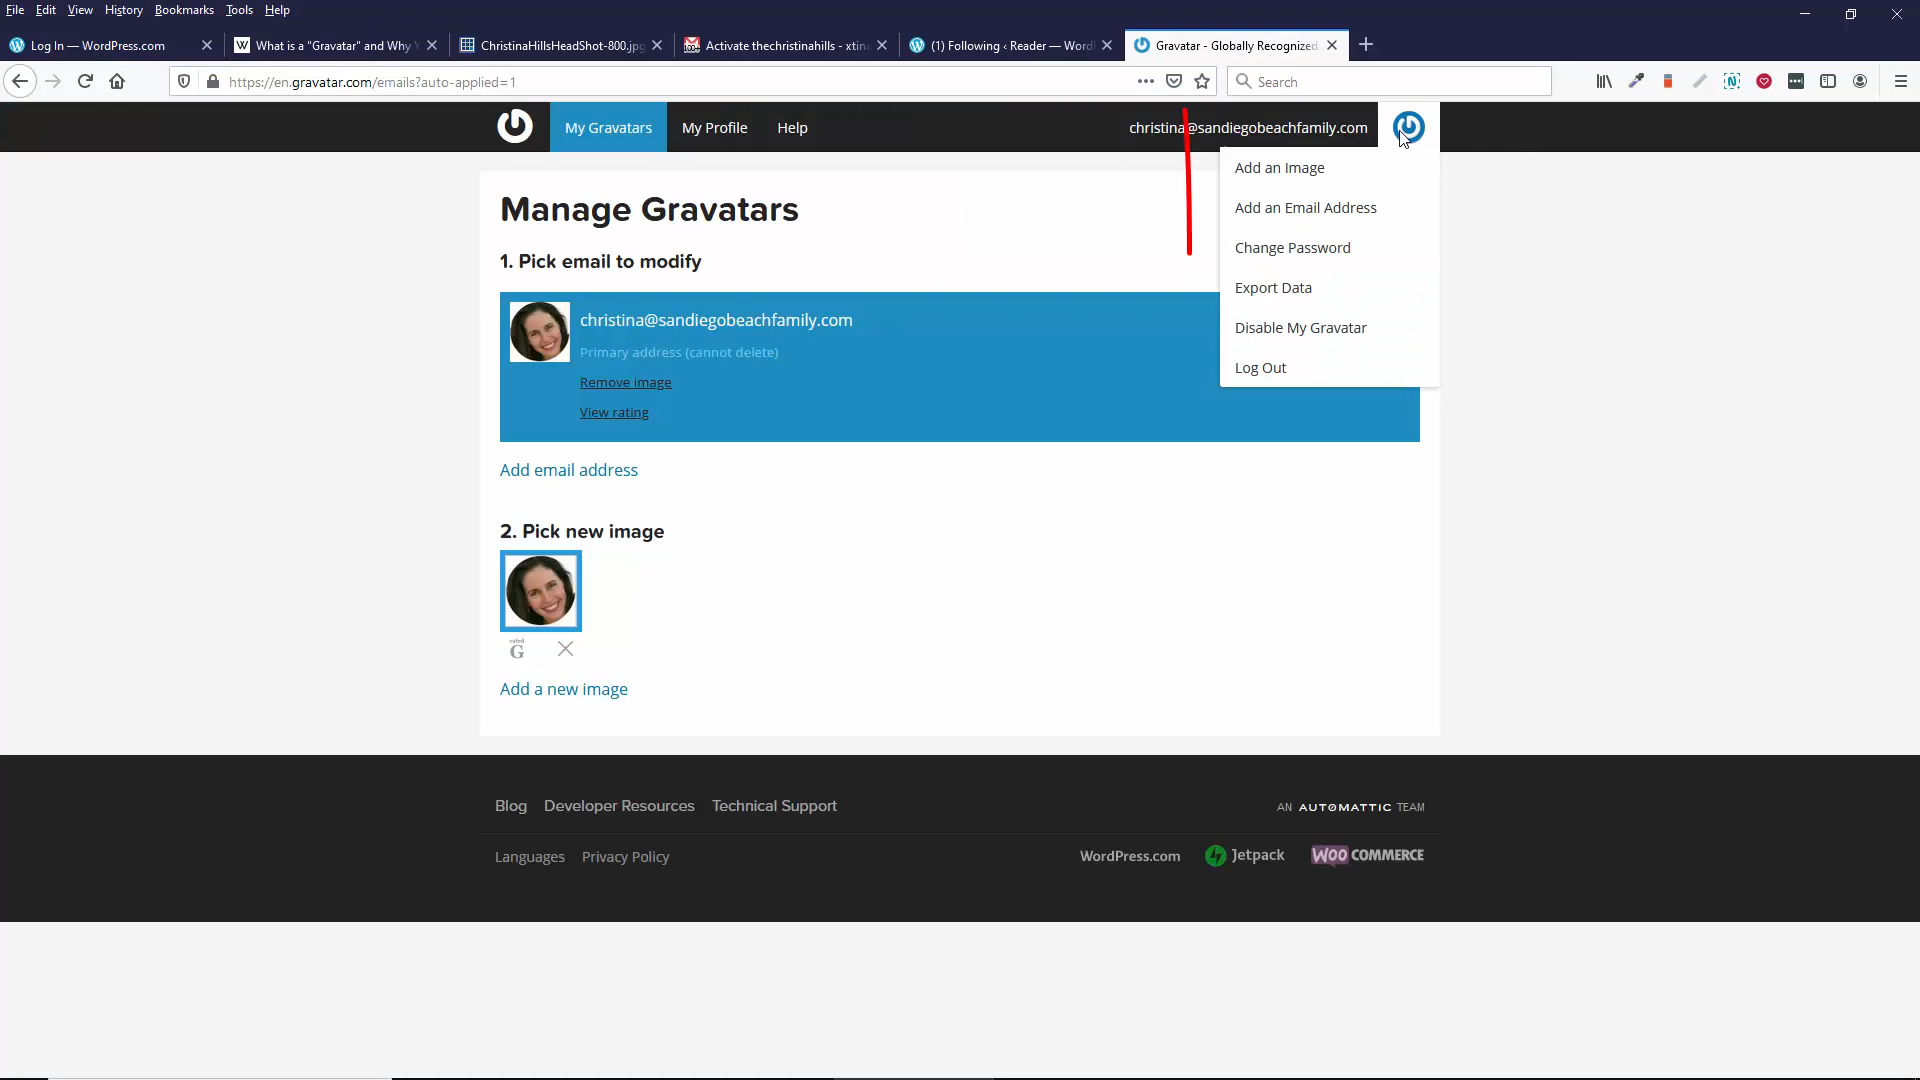 File Edit View History Bookmarks Tools Help
Log In — WordPress.com
What is a "Gravatar" and Why Y
ChristinaHillsHeadShot-800.jpg
Activate thechristinahills - xtina
(1) Following ‹ Reader — Word
Gravatar - Globally Recognized
https://en.gravatar.com/emails?auto-applied=1
Search
My Gravatars My Profile Help
christina@sandiegobeachfamily.com
Add an Image
Add an Email Address
Change Password
Export Data
Disable My Gravatar
Log Out
Manage Gravatars
1. Pick email to modify
christina@sandiegobeachfamily.com
Primary address (cannot delete)
Remove image
View rating
Add email address
2. Pick new image
rated
G
Add a new image
Blog Developer Resources Technical Support
AN AUTOMATTIC TEAM
Languages Privacy Policy
WordPress.com Jetpack WOO COMMERCE